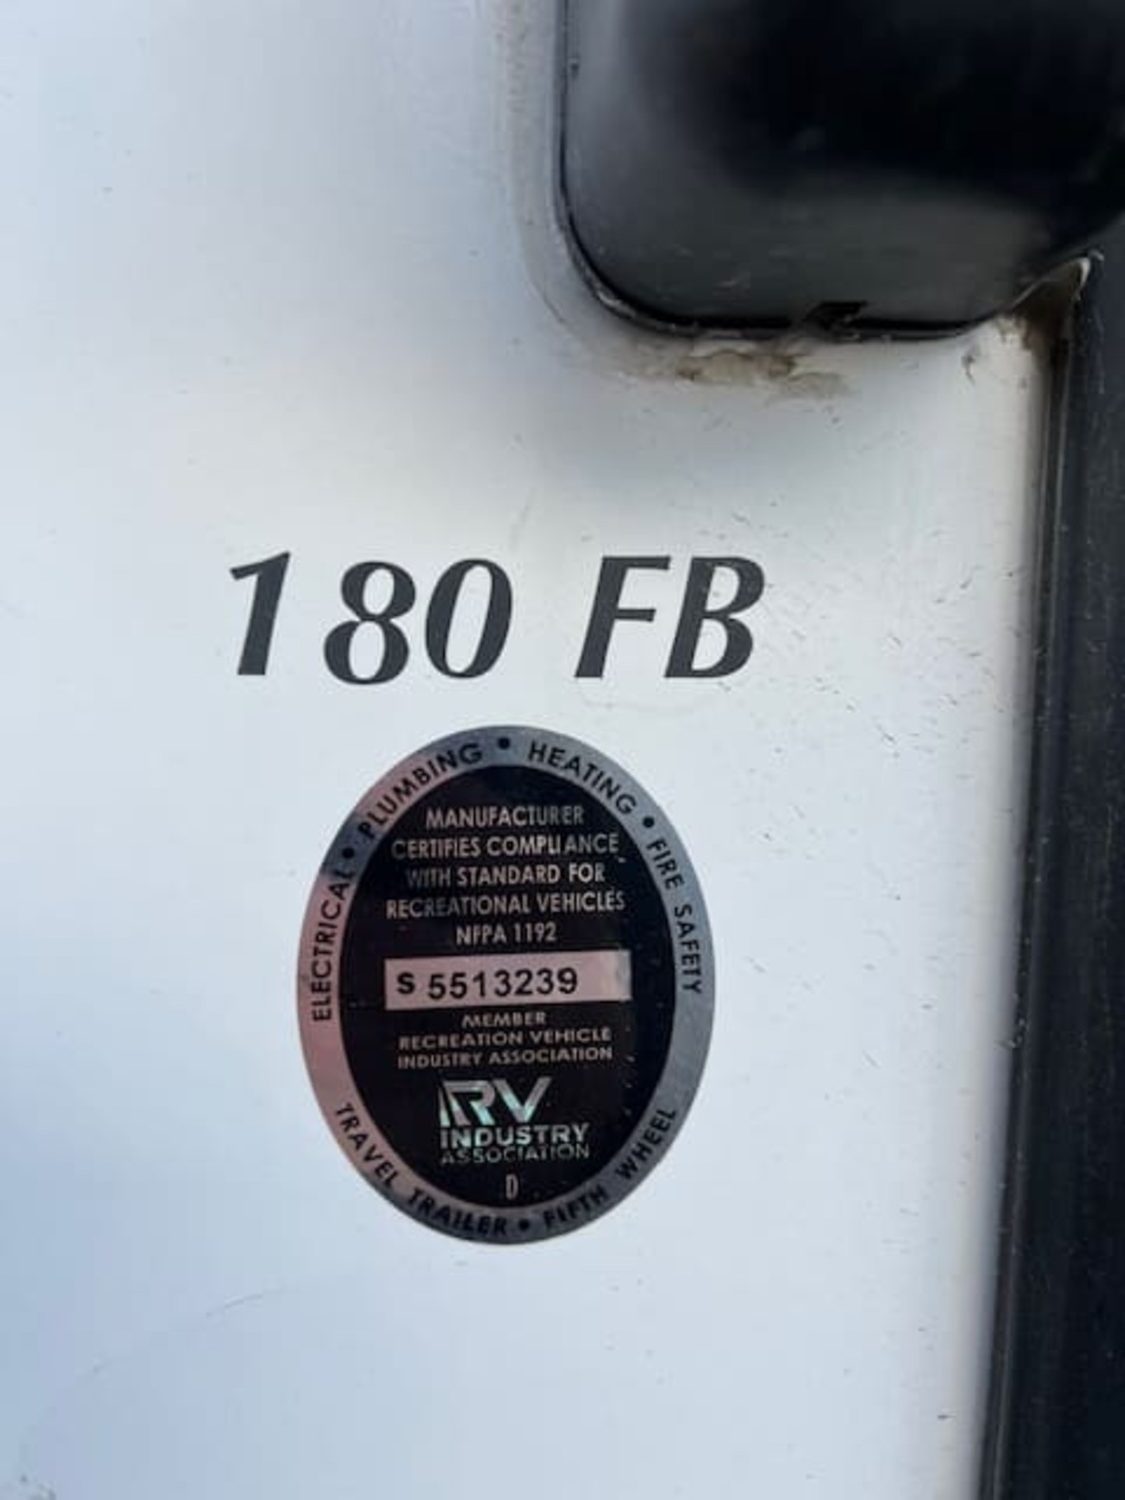 180 FB
ELECTRICAL • PLUMBING • HEATING • FIRE SAFETY
MANUFACTURER
CERTIFIES COMPLIANCE
WITH STANDARD FOR
RECREATIONAL VEHICLES
NFPA 1192
S 5513239
MEMBER
RECREATION VEHICLE
INDUSTRY ASSOCIATION
RV
INDUSTRY
ASSOCIATION
D
TRAVEL TRAILER • FIFTH WHEEL